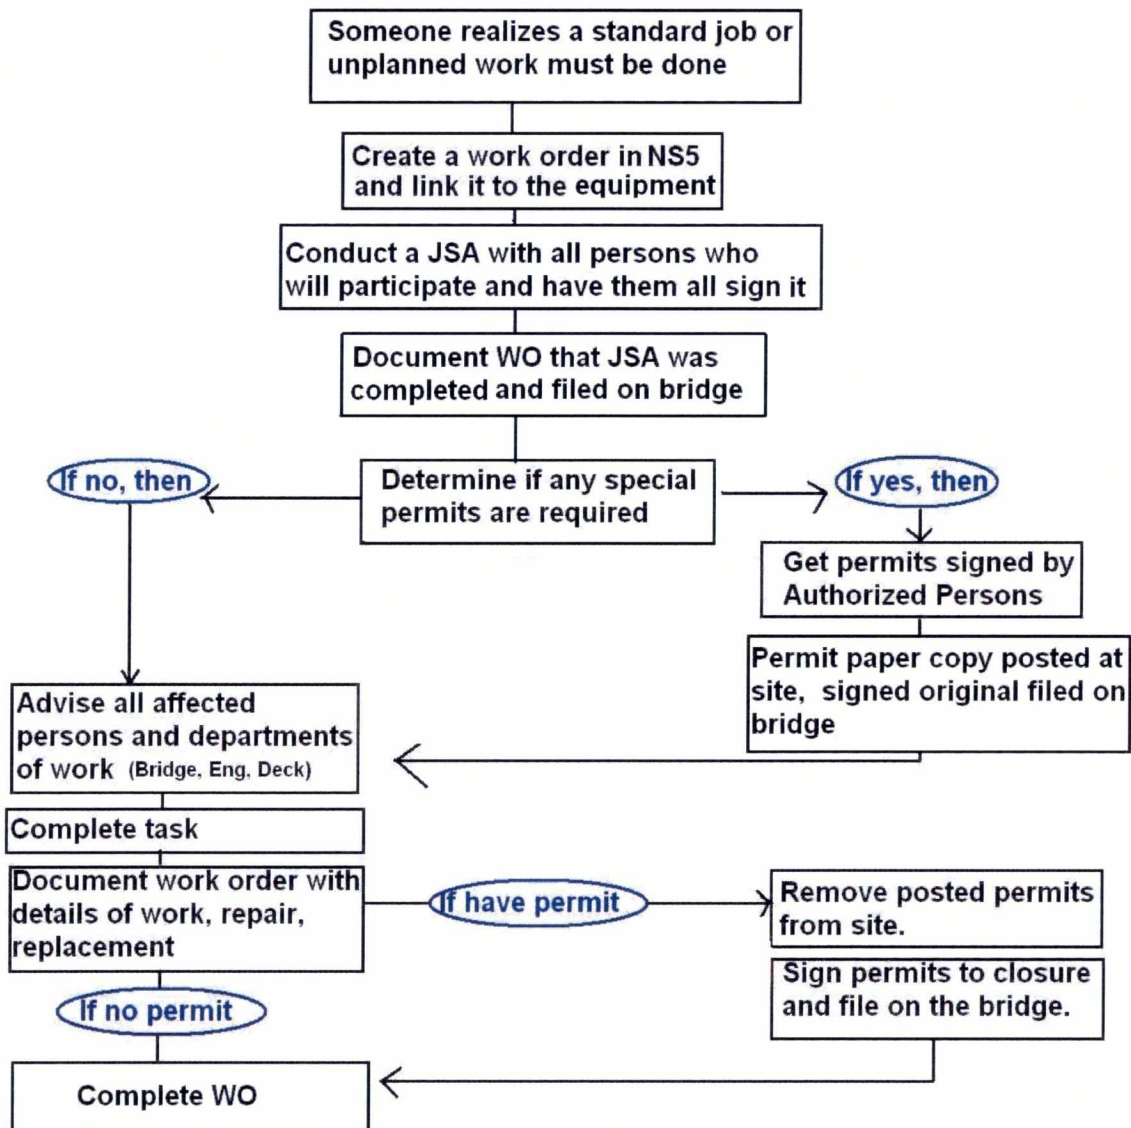 Someone realizes a standard job or
unplanned work must be done
Create a work order in NS5
and link it to the equipment
Conduct a JSA with all persons who
will participate and have them all sign it
Document WO that JSA was
completed and filed on bridge
If no, then
Determine if any special
permits are required
If yes, then
Get permits signed by
Authorized Persons
Permit paper copy posted at
site, signed original filed on
bridge
Advise all affected
persons and departments
of work (Bridge, Eng, Deck)
Complete task
Document work order with
details of work, repair,
replacement
If have permit
Remove posted permits
from site.
Sign permits to closure
and file on the bridge.
If no permit
Complete WO